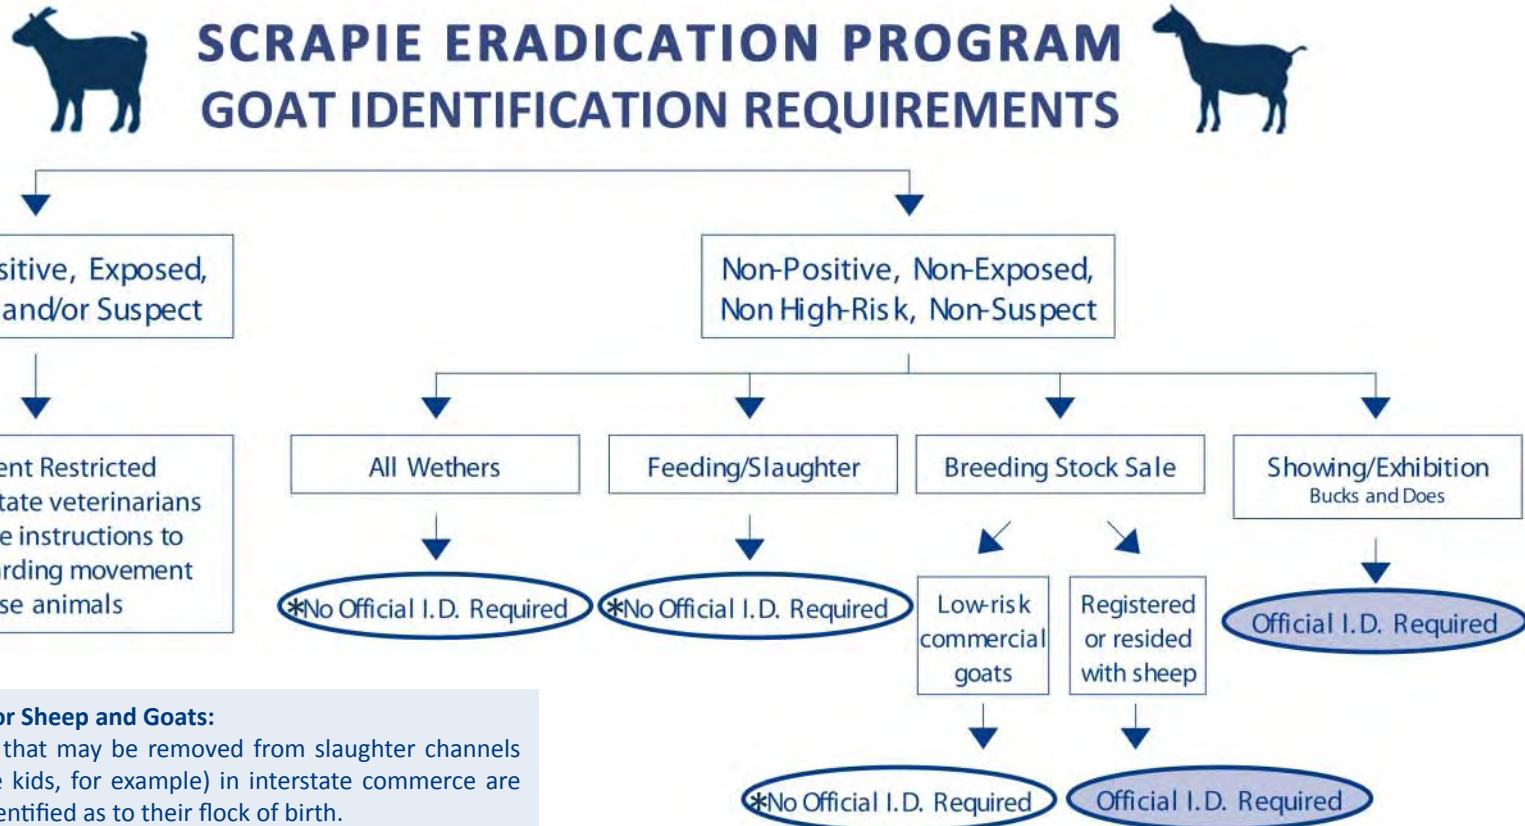 SCRAPIE ERADICATION PROGRAM
GOAT IDENTIFICATION REQUIREMENTS
sitive, Exposed,
and/or Suspect
Non-Positive, Non-Exposed,
Non High-Risk, Non-Suspect
ent Restricted
tate veterinarians
e instructions to
arding movement
se animals
All Wethers
Feeding/Slaughter
Breeding Stock Sale
Showing/Exhibition
Bucks and Does
*No Official I.D. Required
*No Official I.D. Required
Low-risk
commercial
goats
Registered
or resided
with sheep
Official I.D. Required
*No Official I.D. Required
Official I.D. Required
or Sheep and Goats:
that may be removed from slaughter channels
e kids, for example) in interstate commerce are
entified as to their flock of birth.